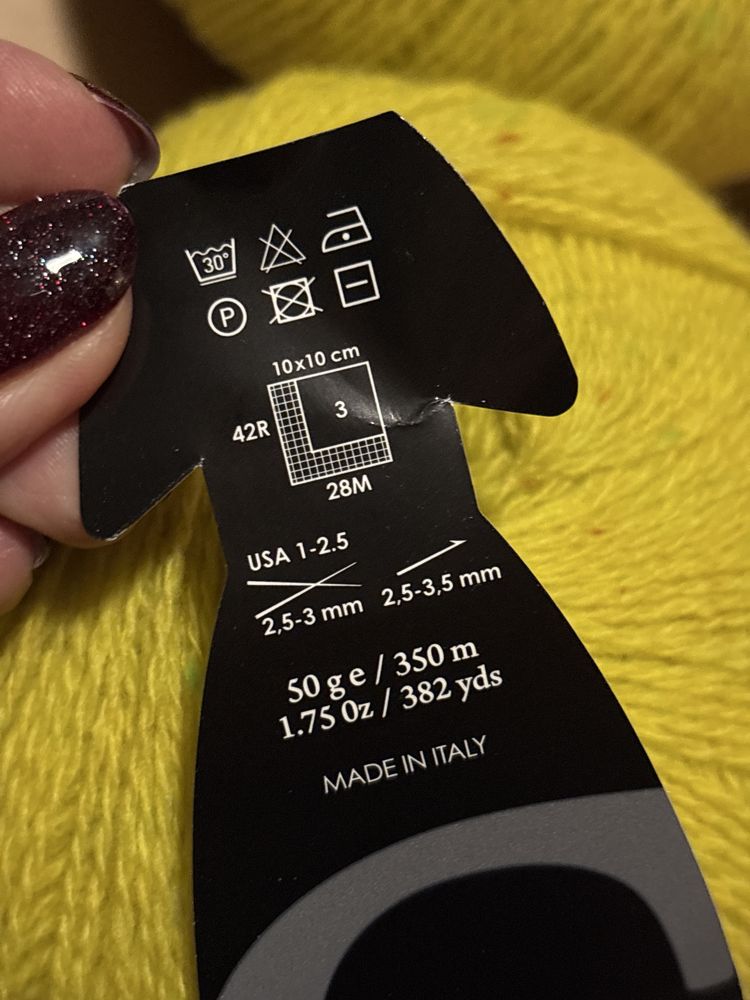 30°
P
10x10 cm
3
42R
28M
USA 1-2.5
2,5-3 mm
2,5-3,5 mm
50 g e / 350 m
1.75 Oz / 382 yds
MADE IN ITALY